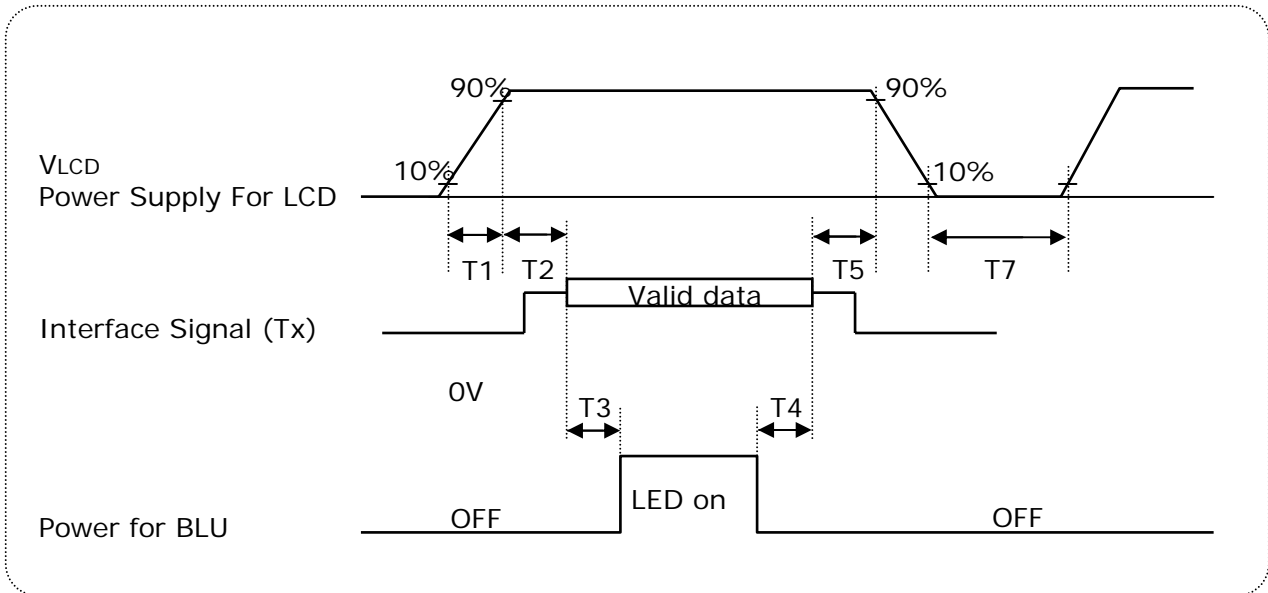 90%
90%
VLCD
10%
10%
Power Supply For LCD
T1
T2
T5
T7
Valid data
Interface Signal (Tx)
0V
T3
T4
LED on
Power for BLU
OFF
OFF